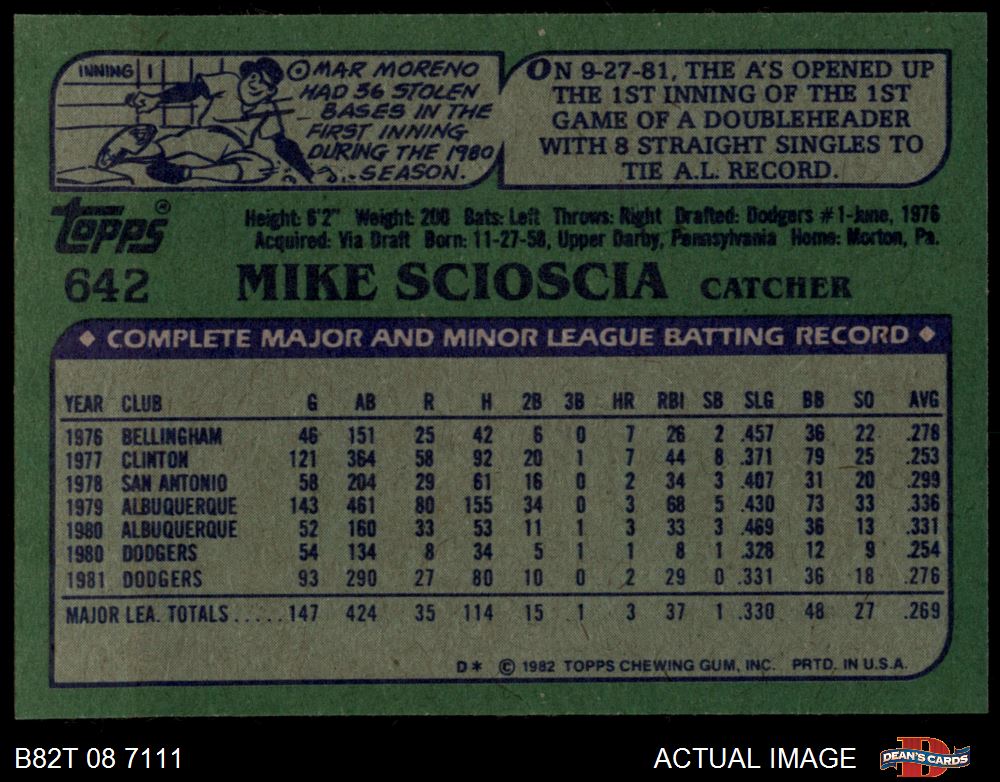 INNING 1
OMAR MORENO
HAD 36 STOLEN
BASES IN THE
FIRST INNING
DURING THE 1980
SEASON.
ON 9-27-81, THE A'S OPENED UP
THE 1ST INNING OF THE 1ST
GAME OF A DOUBLEHEADER
WITH 8 STRAIGHT SINGLES TO
TIE A.L. RECORD.
topps®
Height: 6'2" Weight: 200 Bats: Left Throws: Right Drafted: Dodgers #1-June, 1976
Acquired: Via Draft Born: 11-27-58, Upper Darby, Pennsylvania Home: Morton, Pa.
642 MIKE SCIOSCIA CATCHER
◆ COMPLETE MAJOR AND MINOR LEAGUE BATTING RECORD ◆
YEAR CLUB G AB R H 2B 3B HR RBI SB SLG BB SO AVG
1976 BELLINGHAM 46 151 25 42 6 0 7 26 2 .457 36 22 .278
1977 CLINTON 121 364 58 92 20 1 7 44 8 .371 79 25 .253
1978 SAN ANTONIO 58 204 29 61 16 0 2 34 3 .407 31 20 .299
1979 ALBUQUERQUE 143 461 80 155 34 0 3 68 5 .430 73 33 .336
1980 ALBUQUERQUE 52 160 33 53 11 1 3 33 3 .469 36 13 .331
1980 DODGERS 54 134 8 34 5 1 1 8 1 .328 12 9 .254
1981 DODGERS 93 290 27 80 10 0 2 29 0 .331 36 18 .276
MAJOR LEA. TOTALS.....147 424 35 114 15 1 3 37 1 .330 48 27 .269
D* © 1982 TOPPS CHEWING GUM, INC. PRTD. IN U.S.A.
B82T 08 7111
ACTUAL IMAGE
DEAN'S CARDS